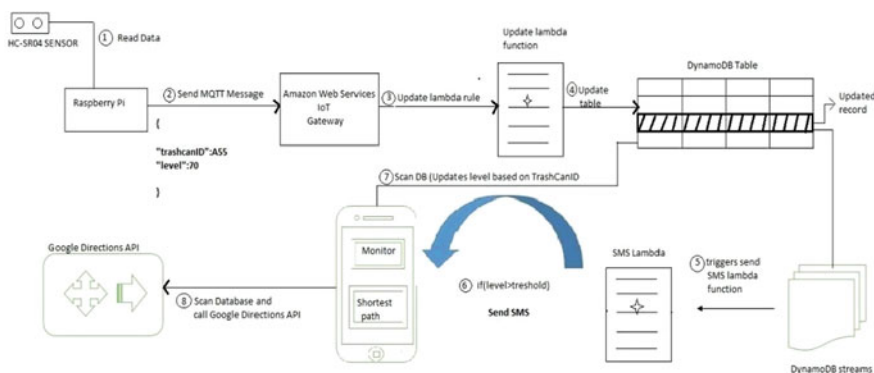 HC-SR04 SENSOR
1 Read Data
Raspberry Pi
2 Send MQTT Message
{
"trashcanID":A55
"level":70
}
Amazon Web Services
IoT
Gateway
3 Update lambda rule
Update lambda
function
4 Update
table
DynamoDB Table
Updated
record
7 Scan DB (Updates level based on TrashCanID
Google Directions API
8 Scan Database and
call Google Directions API
Monitor
Shortest
path
6 if(level>treshold)
Send SMS
SMS Lambda
5 triggers send
SMS lambda
function
DynamoDB streams